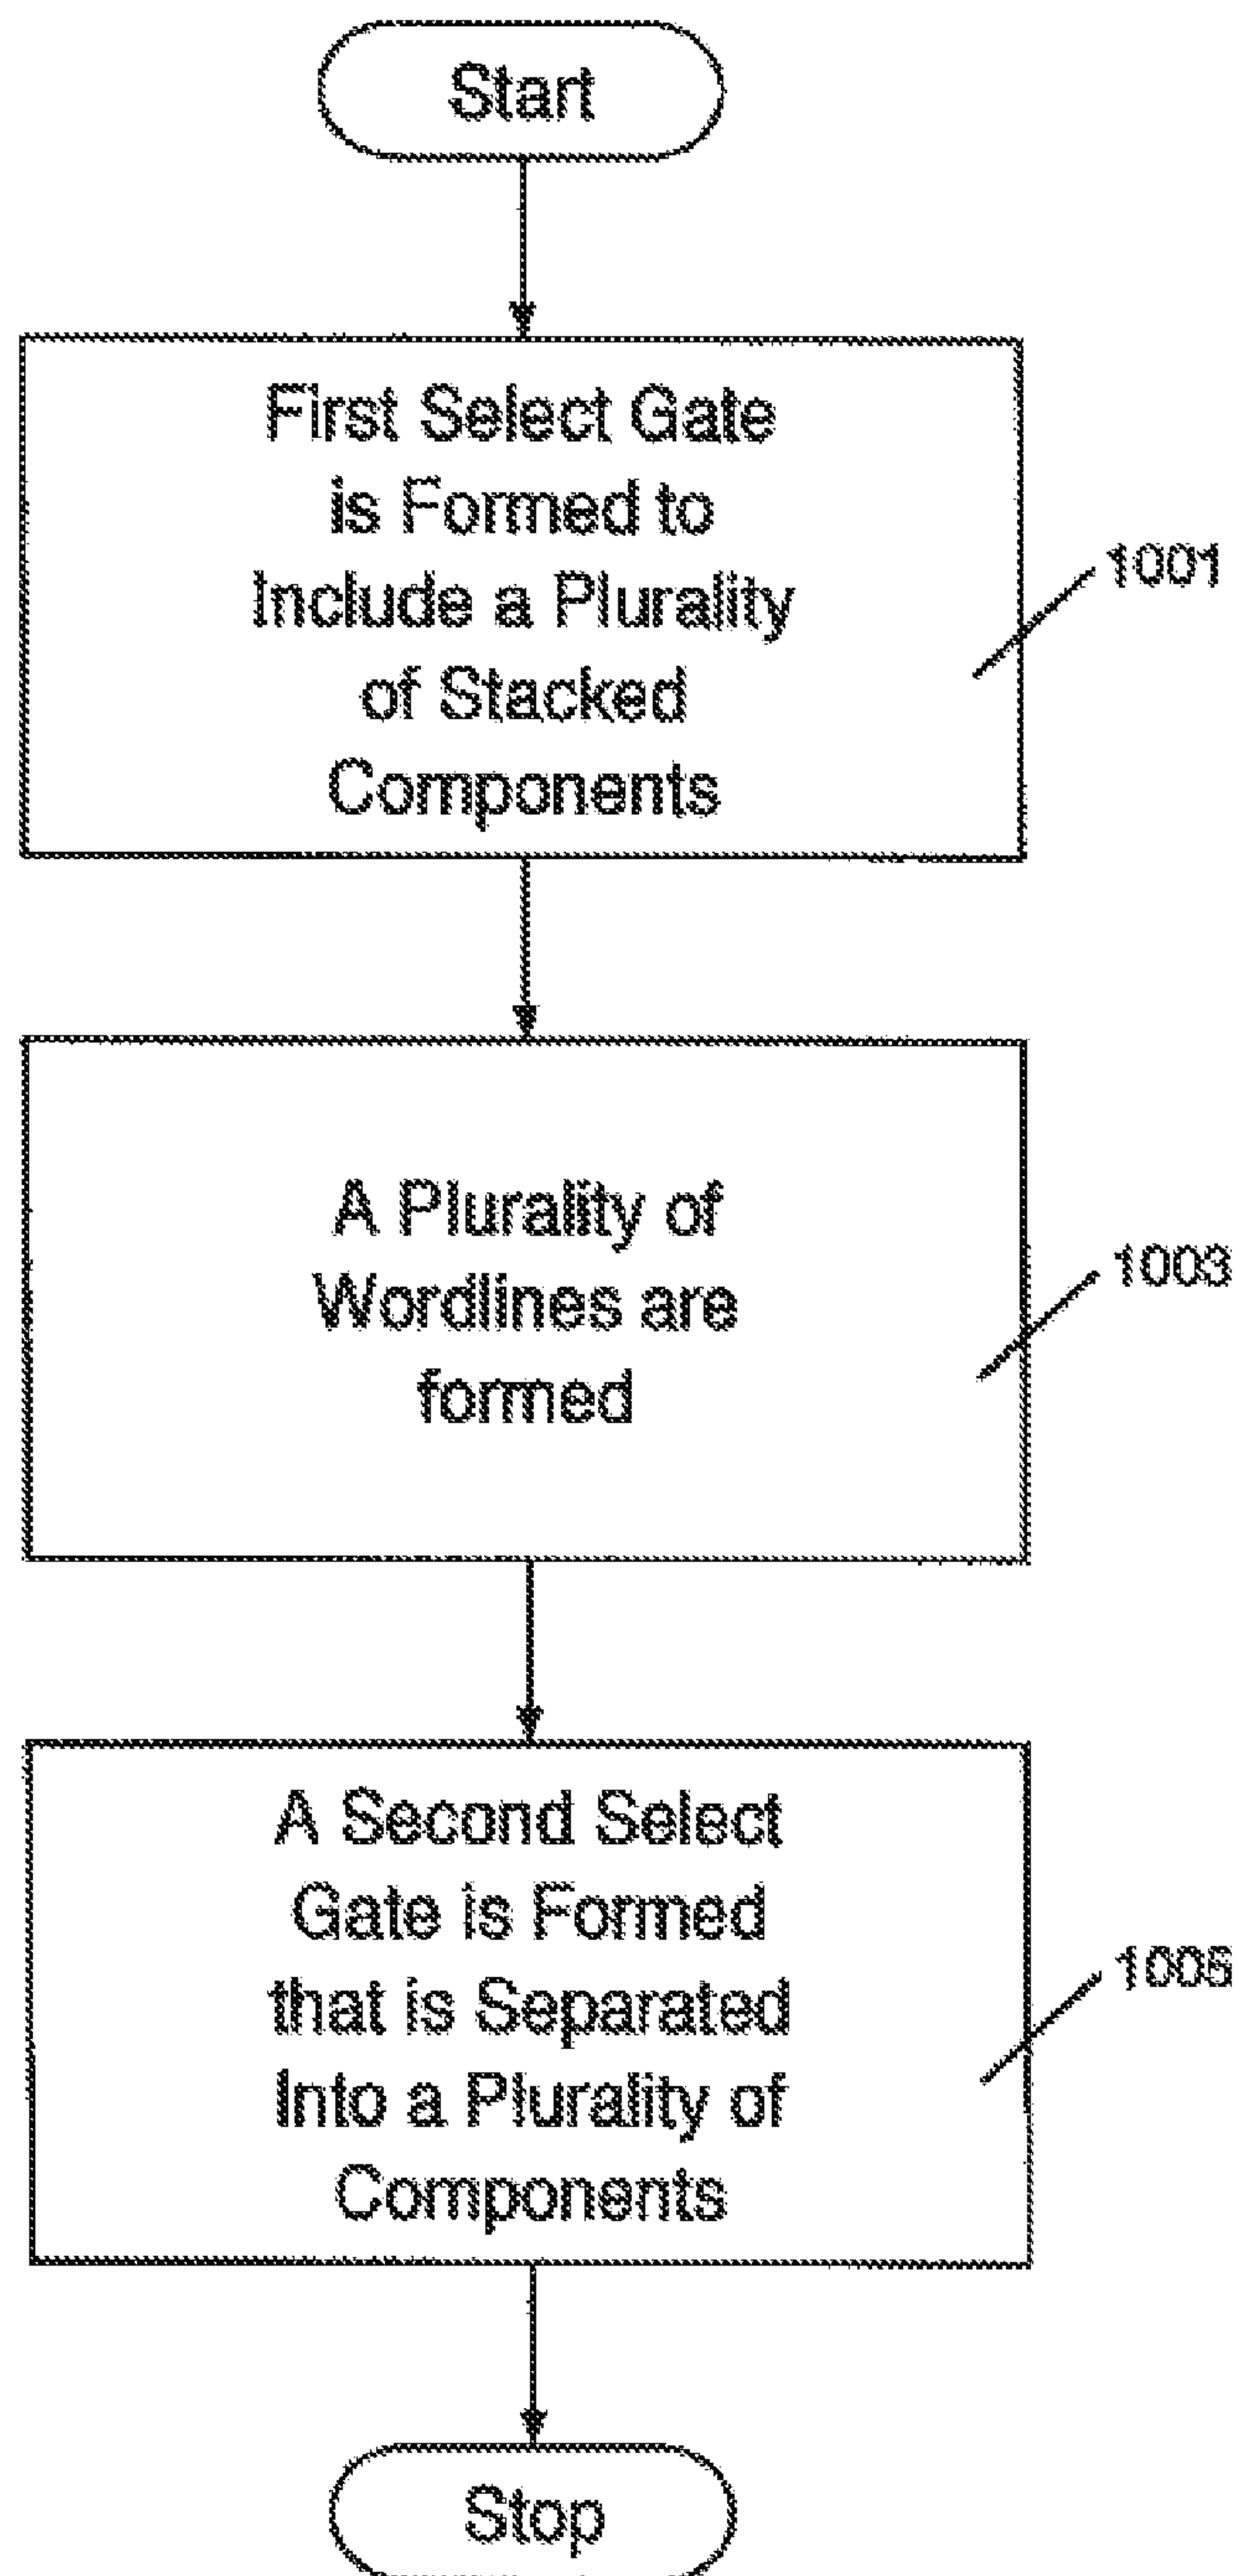 Start
First Select Gate
is Formed to
Include a Plurality
of Stacked
Components
1001
A Plurality of
Wordlines are
formed
1003
A Second Select
Gate is Formed
that is Separated
Into a Plurality of
Components
1005
Stop